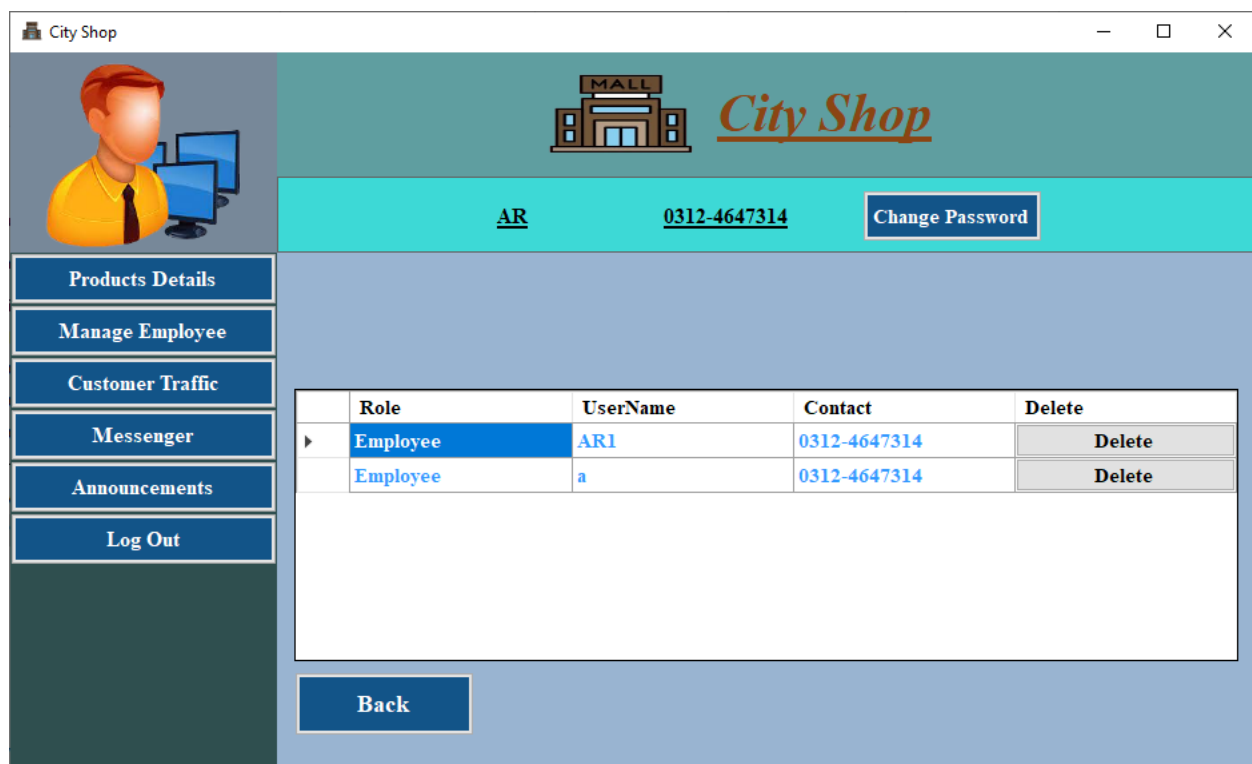 City Shop
MALL
City Shop
AR 0312-4647314 Change Password
Products Details
Manage Employee
Customer Traffic
Messenger
Announcements
Log Out
Role UserName Contact Delete
Employee AR1 0312-4647314 Delete
Employee a 0312-4647314 Delete
Back